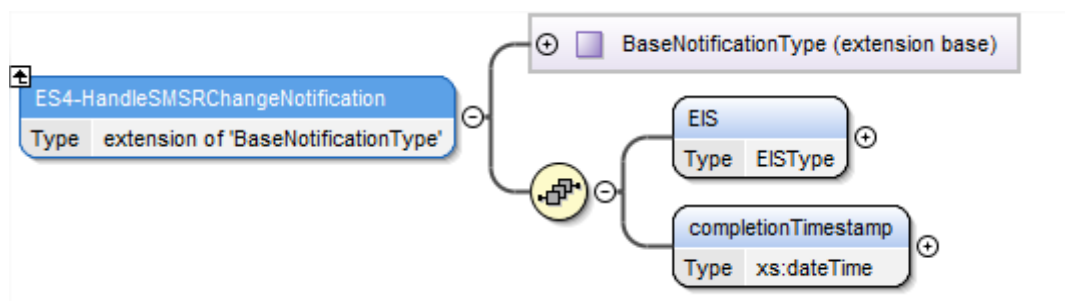 BaseNotificationType (extension base)
ES4-HandleSMSRChangeNotification
Type extension of 'BaseNotificationType'
EIS
Type EISType
completionTimestamp
Type xs:dateTime